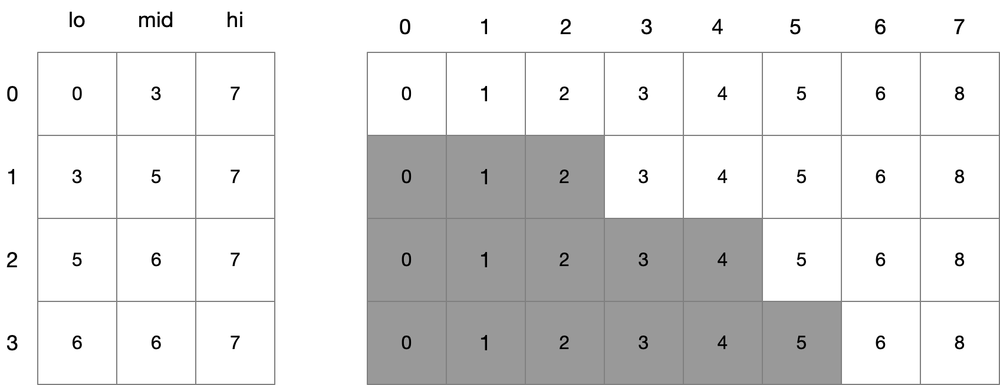 lo mid hi 0 1 2 3 4 5 6 7
0 0 3 7 0 1 2 3 4 5 6 8
1 3 5 7 0 1 2 3 4 5 6 8
2 5 6 7 0 1 2 3 4 5 6 8
3 6 6 7 0 1 2 3 4 5 6 8